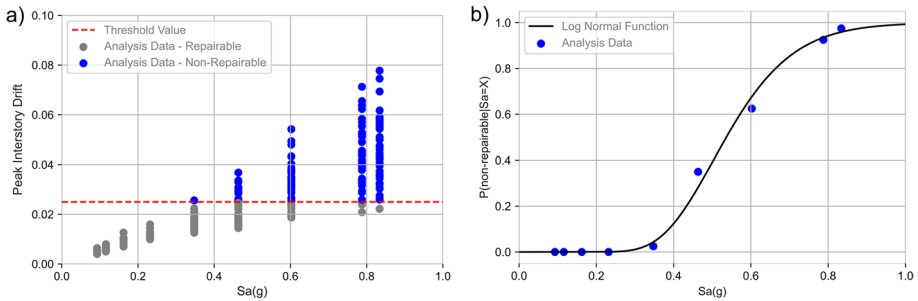 a)
Peak Interstory Drift
0.10
0.08
0.06
0.04
0.02
0.00
Threshold Value
Analysis Data - Repairable
Analysis Data - Non-Repairable
0.0 0.2 0.4 0.6 0.8 1.0
Sa(g)
b)
P(non-repairable|Sa=X)
1.0
0.8
0.6
0.4
0.2
0.0
Log Normal Function
Analysis Data
0.0 0.2 0.4 0.6 0.8 1.0
Sa(g)